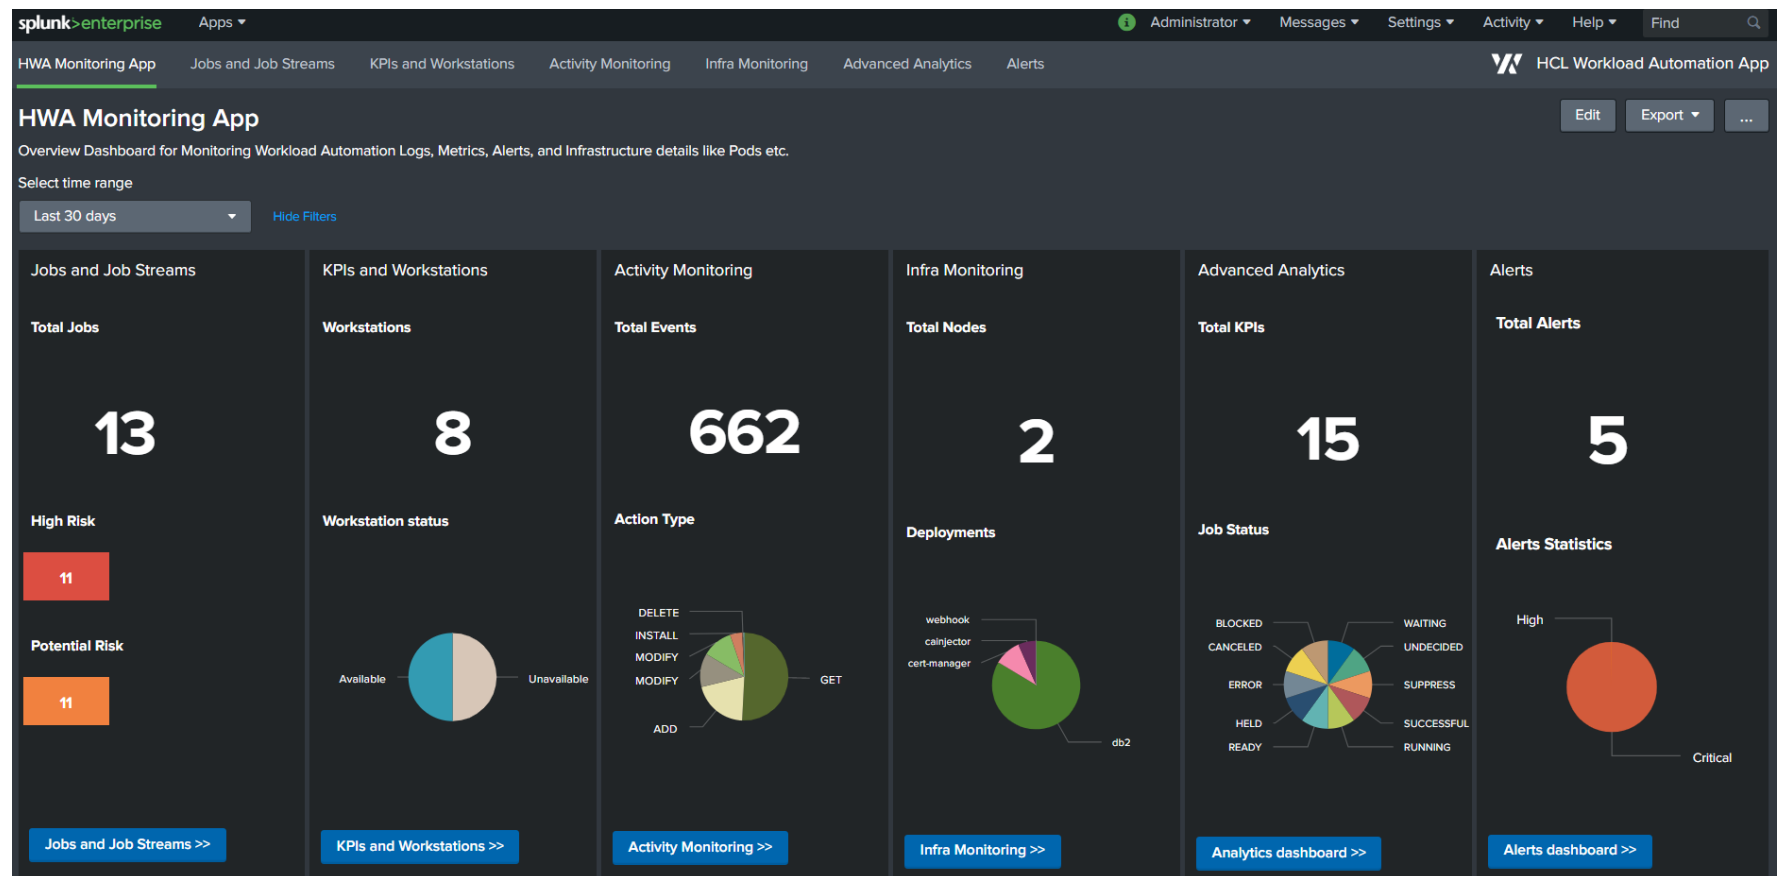 splunk>enterprise Apps Administrator Messages Settings Activity Help Find
HWA Monitoring App Jobs and Job Streams KPIs and Workstations Activity Monitoring Infra Monitoring Advanced Analytics Alerts HCL Workload Automation App
HWA Monitoring App
Edit Export ...
Overview Dashboard for Monitoring Workload Automation Logs, Metrics, Alerts, and Infrastructure details like Pods etc.
Select time range
Last 30 days Hide Filters
Jobs and Job Streams
Total Jobs
13
High Risk
11
Potential Risk
11
Jobs and Job Streams >>
KPIs and Workstations
Workstations
8
Workstation status
Available
Unavailable
KPIs and Workstations >>
Activity Monitoring
Total Events
662
Action Type
DELETE
INSTALL
MODIFY
MODIFY
GET
ADD
Activity Monitoring >>
Infra Monitoring
Total Nodes
2
Deployments
webhook
cainjector
cert-manager
db2
Infra Monitoring >>
Advanced Analytics
Total KPIs
15
Job Status
BLOCKED WAITING
CANCELED UNDECIDED
ERROR SUPPRESS
HELD SUCCESSFUL
READY RUNNING
Analytics dashboard >>
Alerts
Total Alerts
5
Alerts Statistics
High
Critical
Alerts dashboard >>